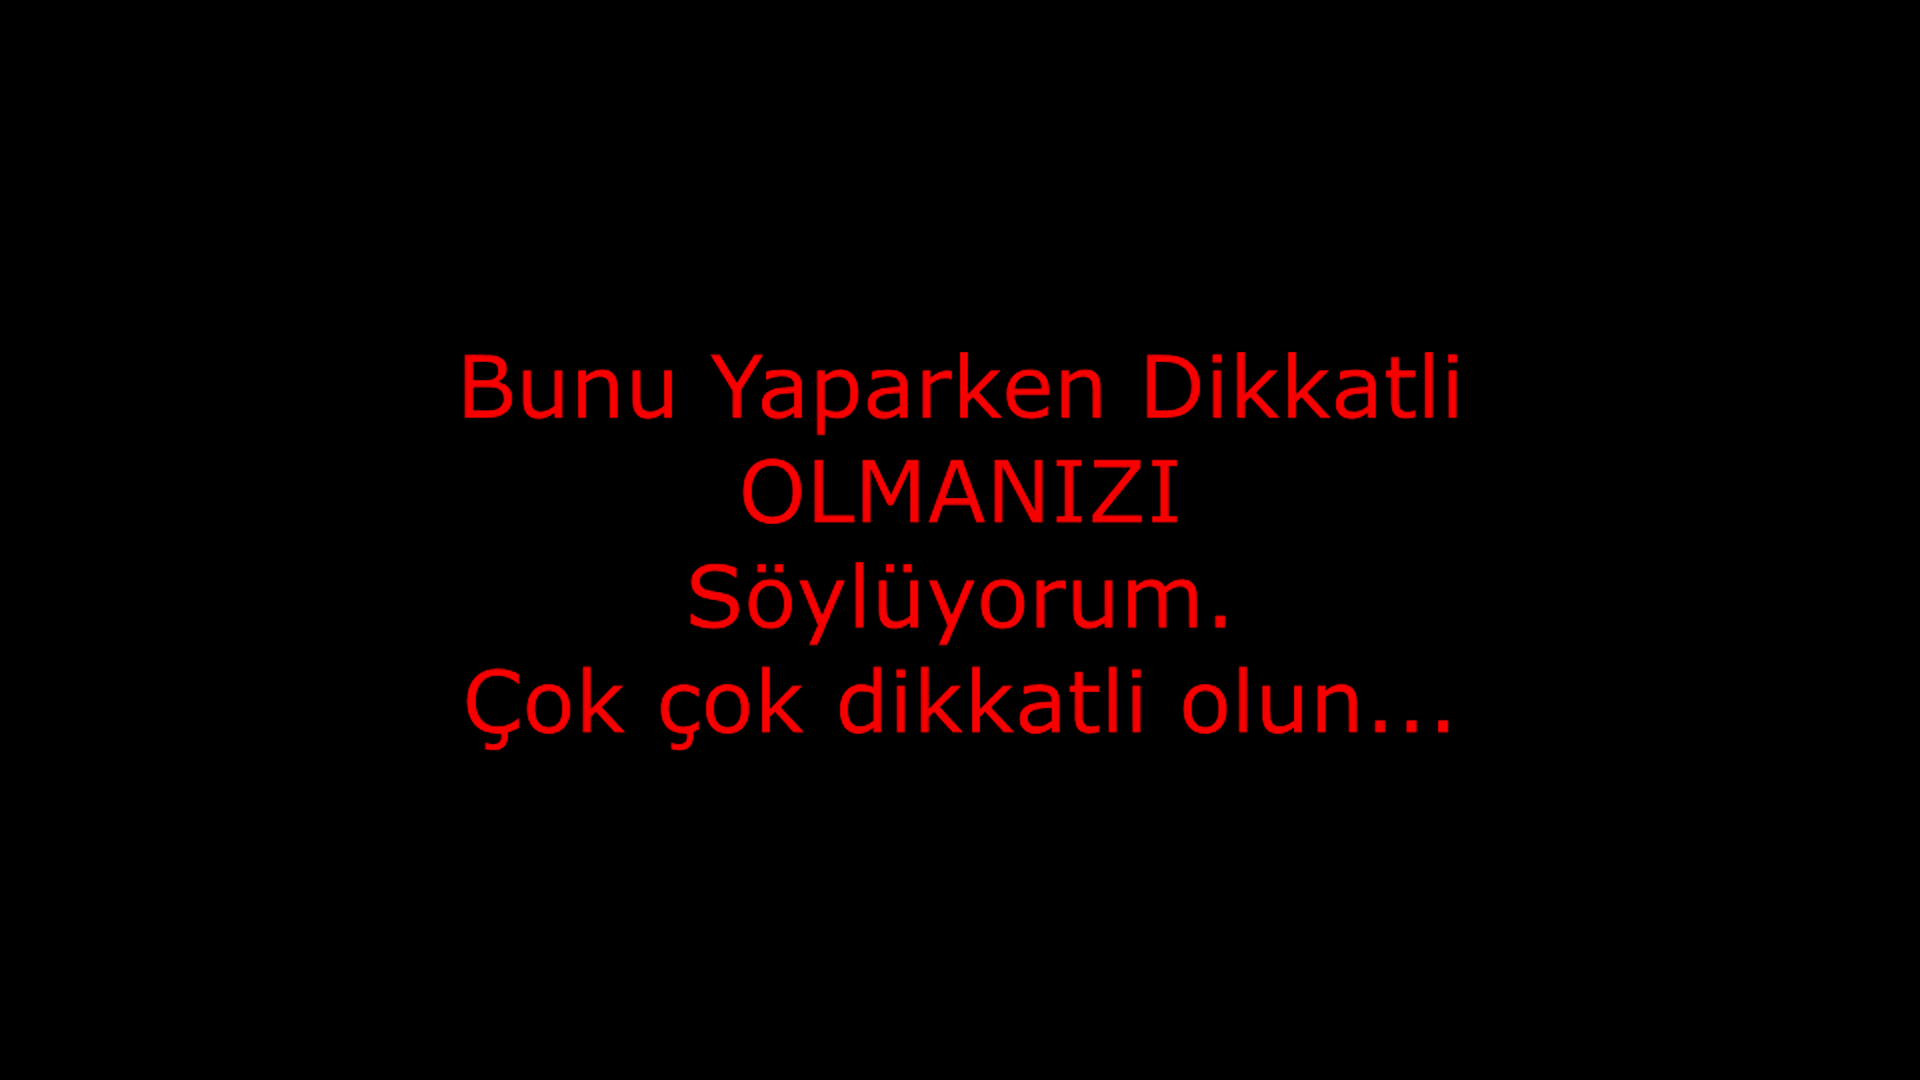 Bunu Yaparken Dikkatli
OLMANIZI
Söylüyorum.
Çok çok dikkatli olun...